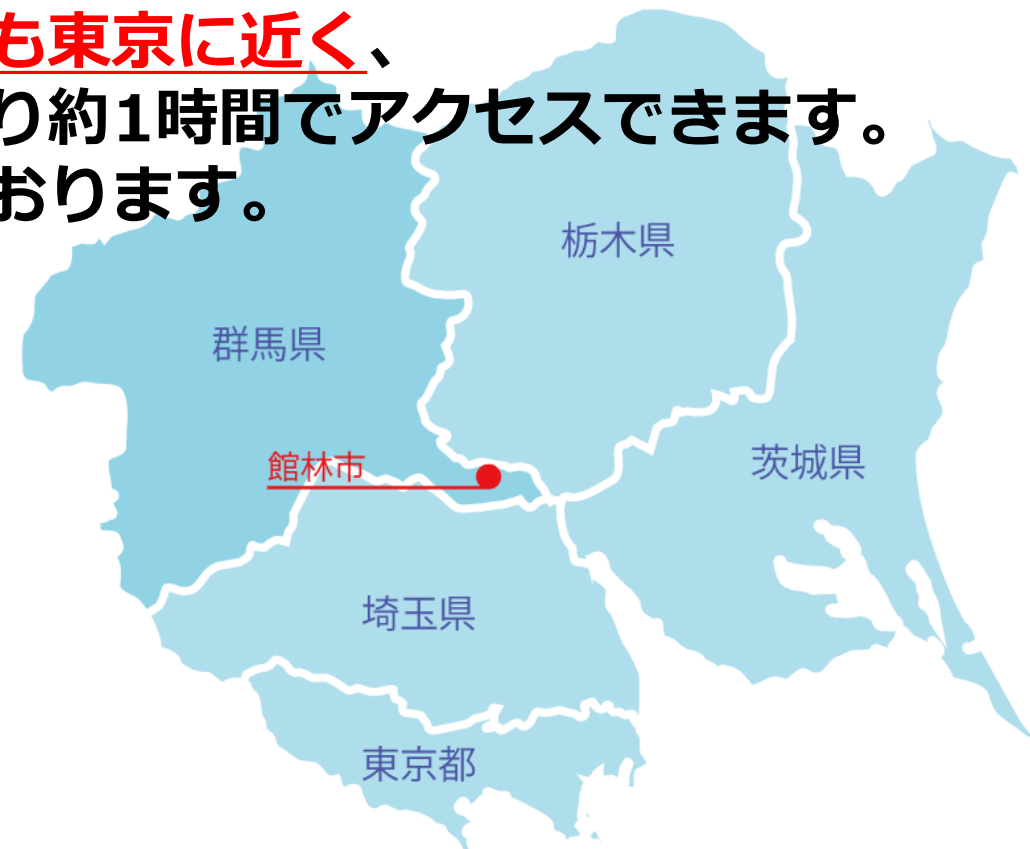 も東京に近く、
り約1時間でアクセスできます。
おります。
栃木県
群馬県
館林市
茨城県
埼玉県
東京都